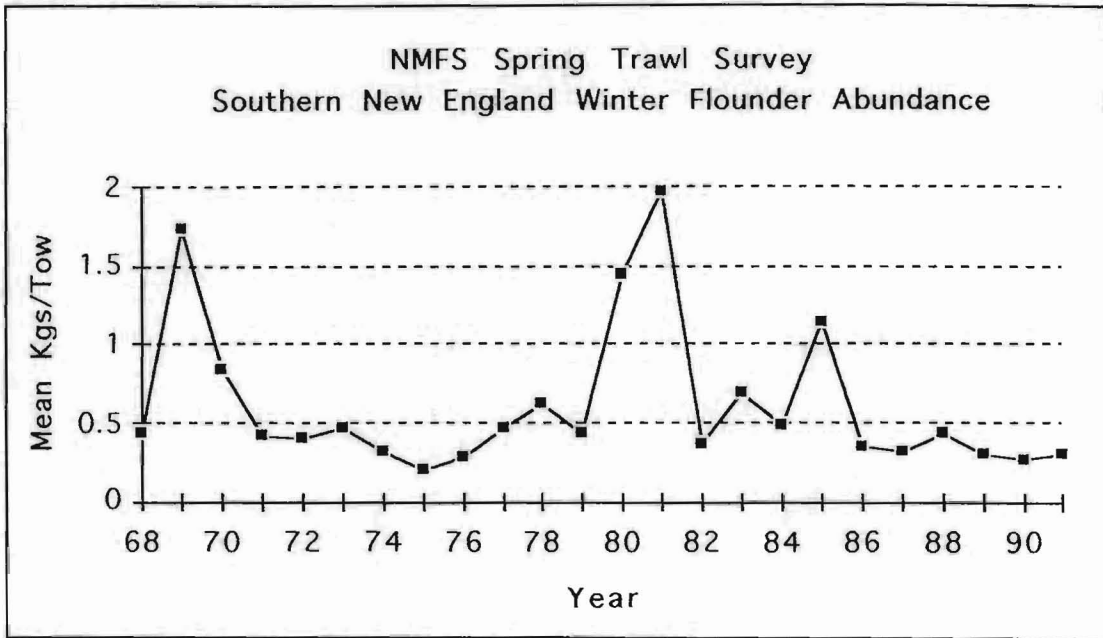 NMFS Spring Trawl Survey
Southern New England Winter Flounder Abundance
Mean Kgs/Tow
2
1.5
1
0.5
0
68 70 72 74 76 78 80 82 84 86 88 90
Year